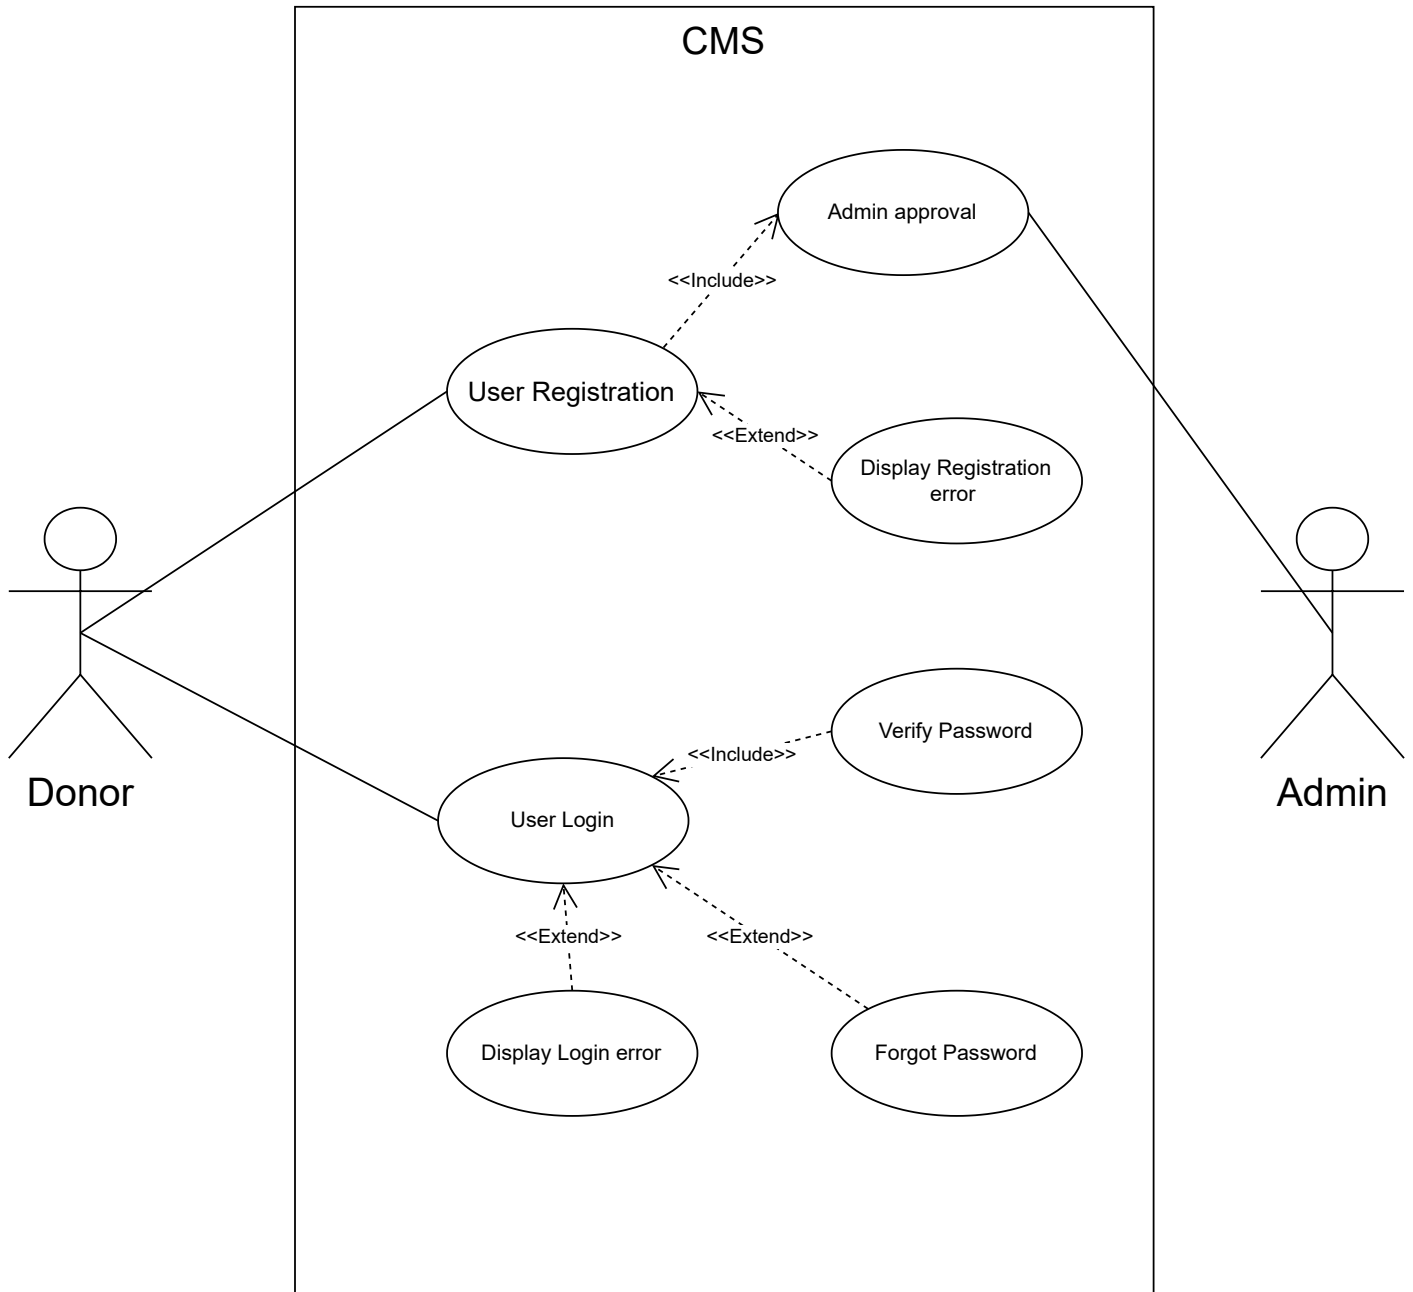 CMS
Admin approval
<<Include>>
User Registration
<<Extend>>
Display Registration
error
Verify Password
<<Include>>
Donor
Admin
User Login
<<Extend>>
<<Extend>>
Display Login error
Forgot Password